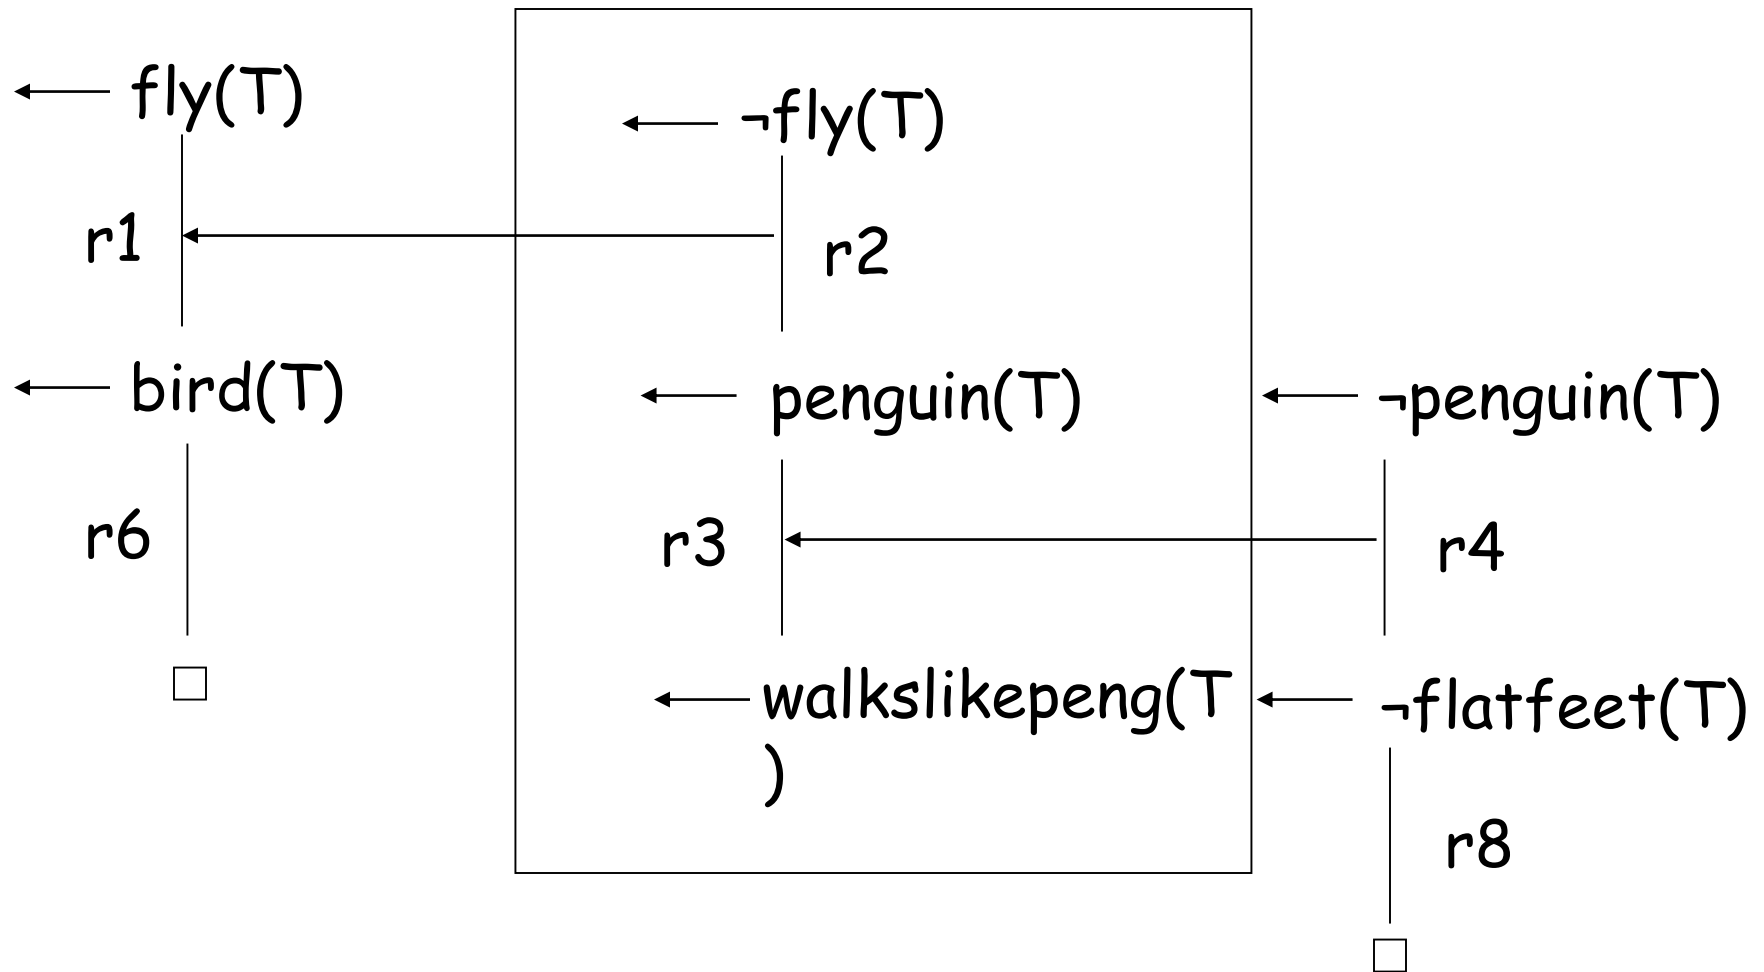 fly(T)
¬fly(T)
r1
r2
bird(T)
penguin(T)
¬penguin(T)
r6
r3
r4
walkslikepeng(T
)
¬flatfeet(T)
r8